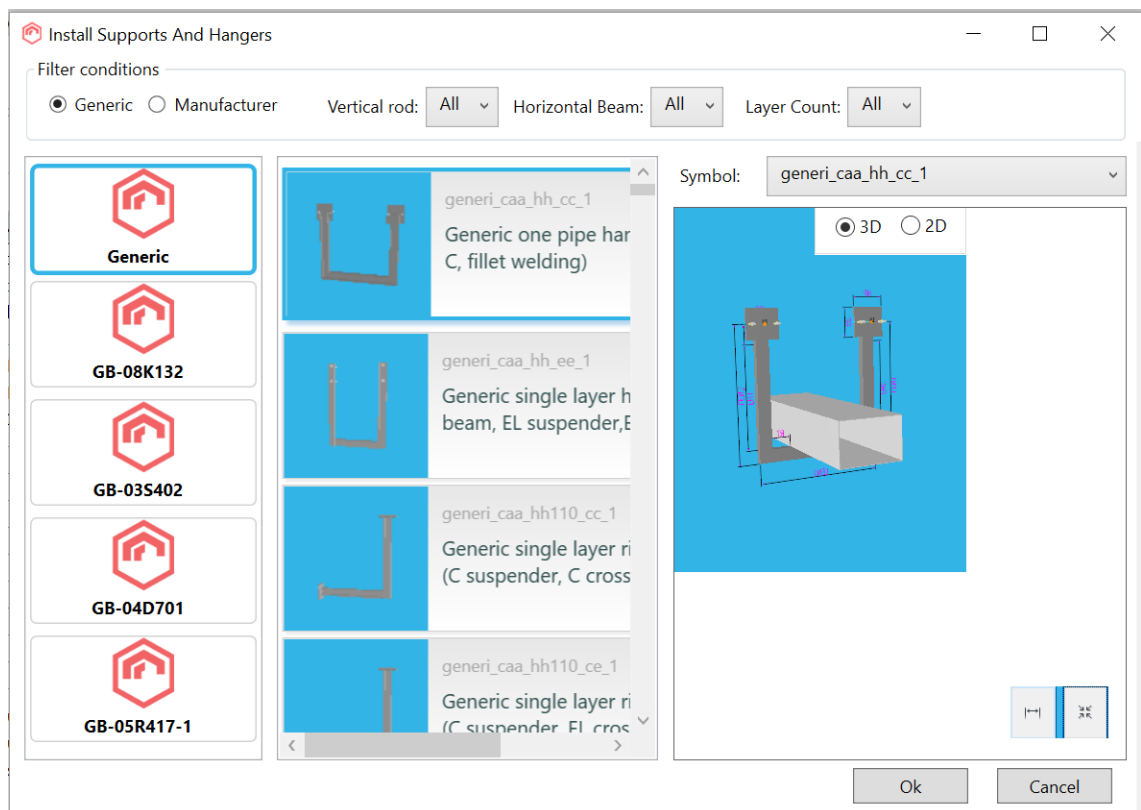 Install Supports And Hangers
Filter conditions
Generic Manufacturer Vertical rod: All Horizontal Beam: All Layer Count: All
Generic
GB-08K132
GB-03S402
GB-04D701
GB-05R417-1
generi_caa_hh_cc_1
Generic one pipe har
C, fillet welding)
generi_caa_hh_ee_1
Generic single layer h
beam, EL suspender,E
generi_caa_hh110_cc_1
Generic single layer ri
(C suspender, C cross
generi_caa_hh110_ce_1
Generic single layer ri
(C suspender, EL cros
Symbol: generi_caa_hh_cc_1
3D 2D
Ok Cancel